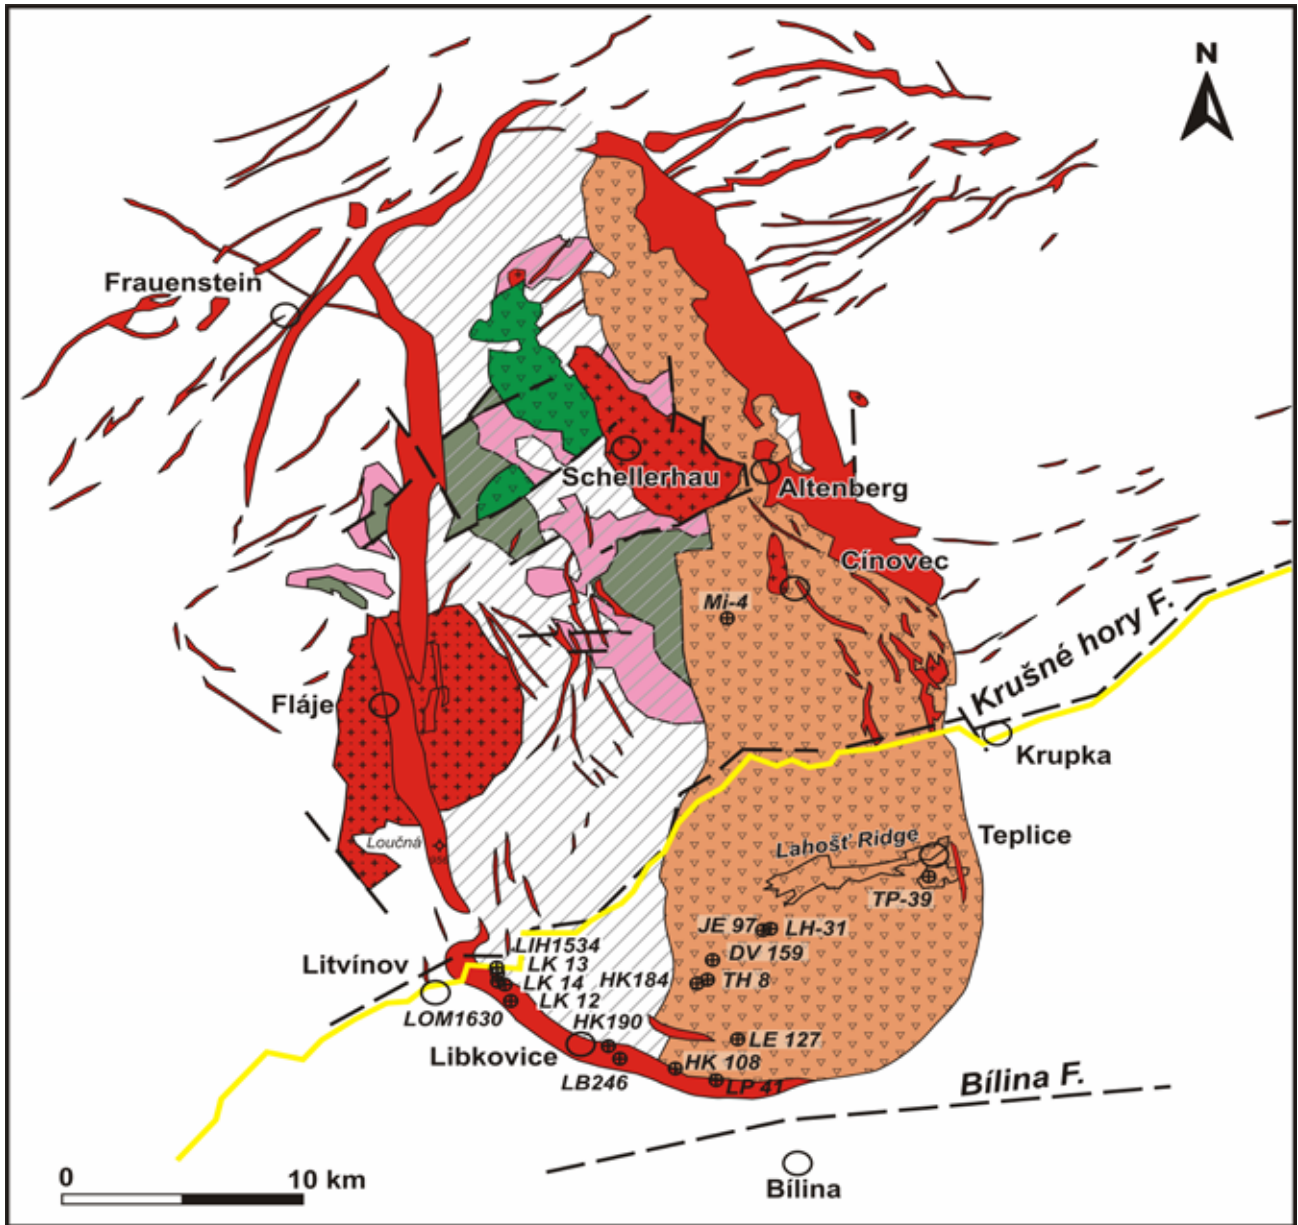 N
Frauenstein
Schellerhau
Altenberg
Cínovec
Mi-4
Krušné hory F.
Fláje
Krupka
Teplice
Lahošť Ridge
Loučná
956
TP-39
JE 97
LH-31
LIH1534
DV 159
Litvínov
LK 13
HK184
TH 8
LK 14
LK 12
LOM1630
HK190
LE 127
Libkovice
HK 108
LB246
LP 41
Bílina F.
0
10 km
Bílina